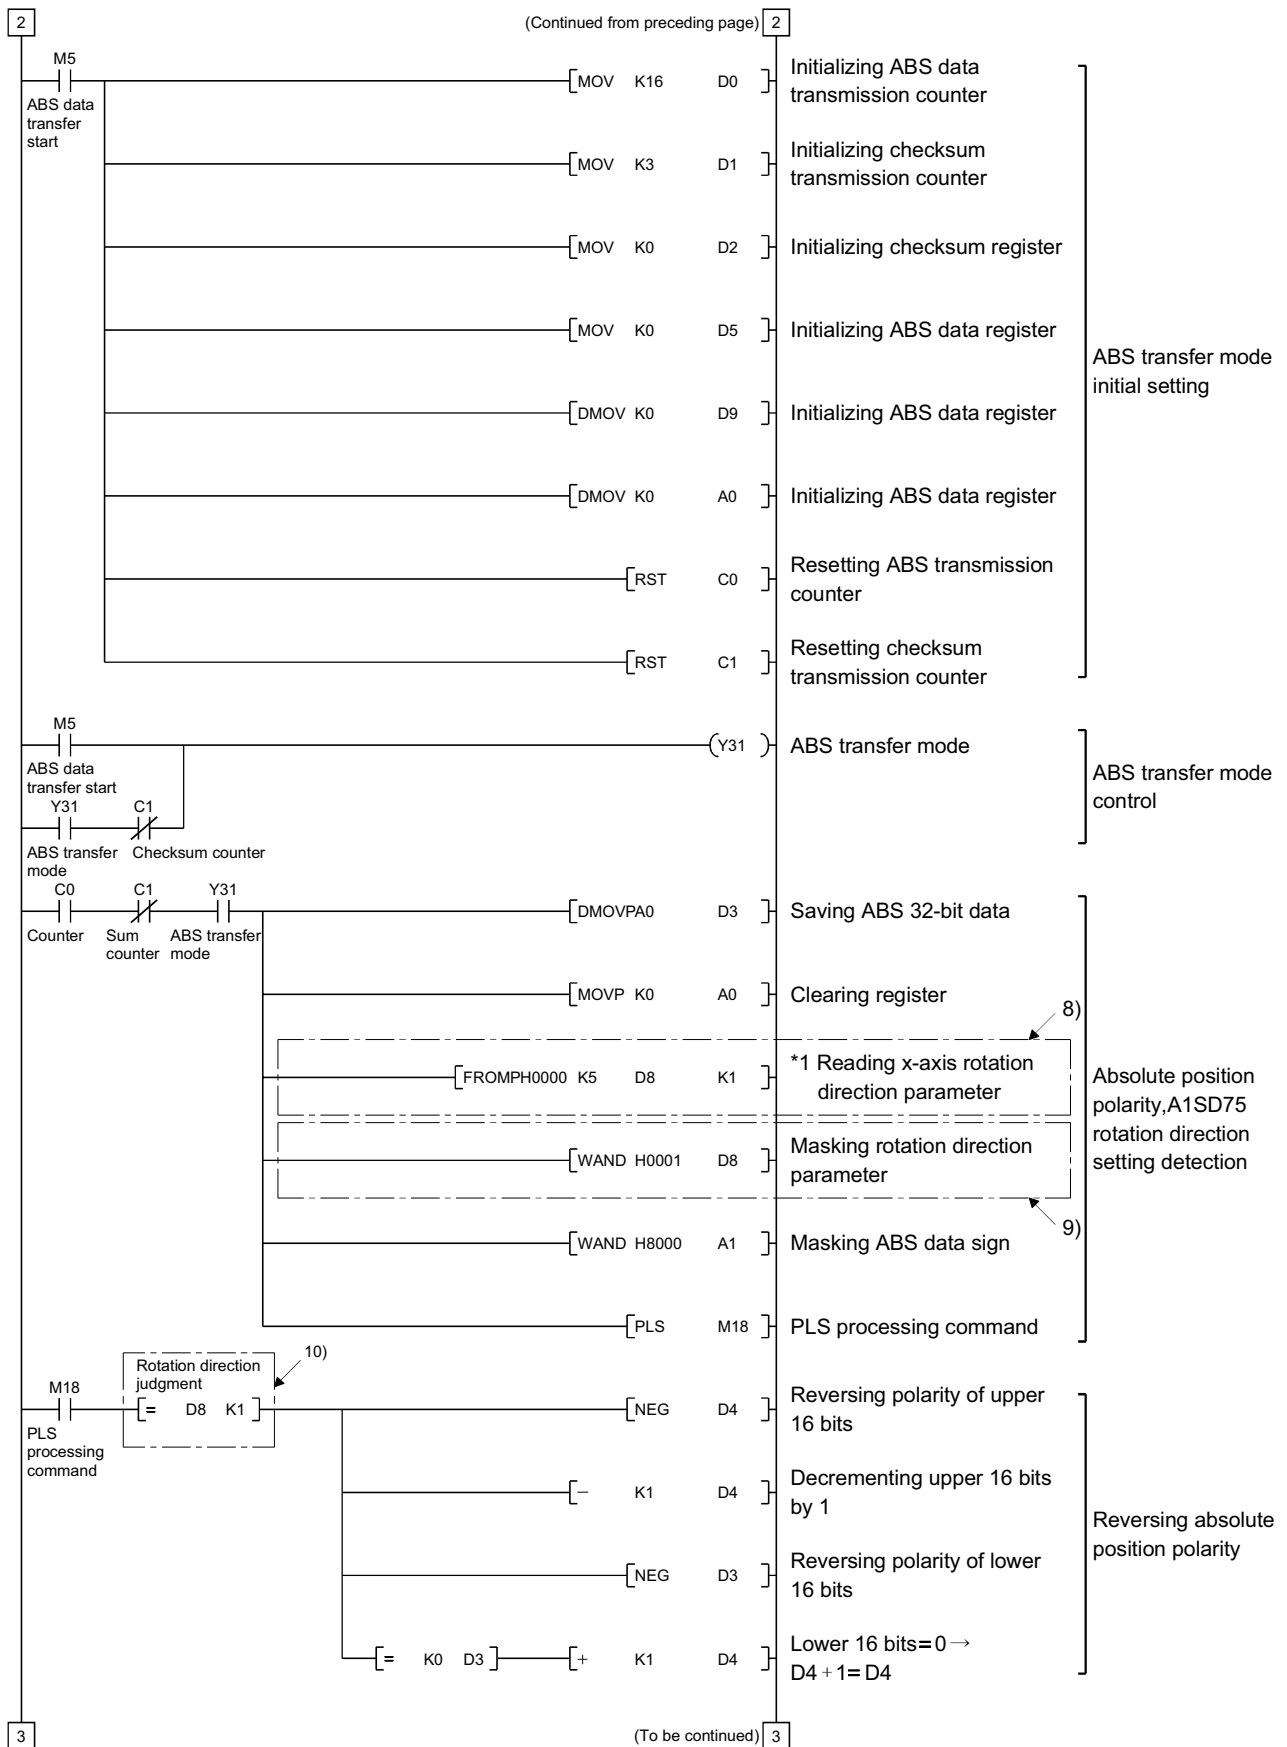 2 (Continued from preceding page) 2
M5
ABS data
transfer
start
MOV K16 D0
Initializing ABS data
transmission counter
MOV K3 D1
Initializing checksum
transmission counter
MOV K0 D2
Initializing checksum register
MOV K0 D5
Initializing ABS data register
DMOV K0 D9
Initializing ABS data register
DMOV K0 A0
Initializing ABS data register
RST C0
Resetting ABS transmission
counter
RST C1
Resetting checksum
transmission counter
ABS transfer mode
initial setting
M5
ABS data
transfer start
Y31
ABS transfer mode
Y31 C1
ABS transfer
mode
Checksum counter
ABS transfer mode
control
C0 C1 Y31
Counter
Sum
counter
ABS transfer
mode
DMOVPA0 D3
Saving ABS 32-bit data
MOVP K0 A0
Clearing register
8)
FROMPH0000 K5 D8 K1
*1 Reading x-axis rotation
direction parameter
WAND H0001 D8
Masking rotation direction
parameter
9)
WAND H8000 A1
Masking ABS data sign
PLS M18
PLS processing command
Absolute position
polarity,A1SD75
rotation direction
setting detection
M18
PLS
processing
command
Rotation direction
judgment
= D8 K1
10)
NEG D4
Reversing polarity of upper
16 bits
− K1 D4
Decrementing upper 16 bits
by 1
NEG D3
Reversing polarity of lower
16 bits
= K0 D3
+ K1 D4
Lower 16 bits=0→
D4+1=D4
Reversing absolute
position polarity
3 (To be continued) 3